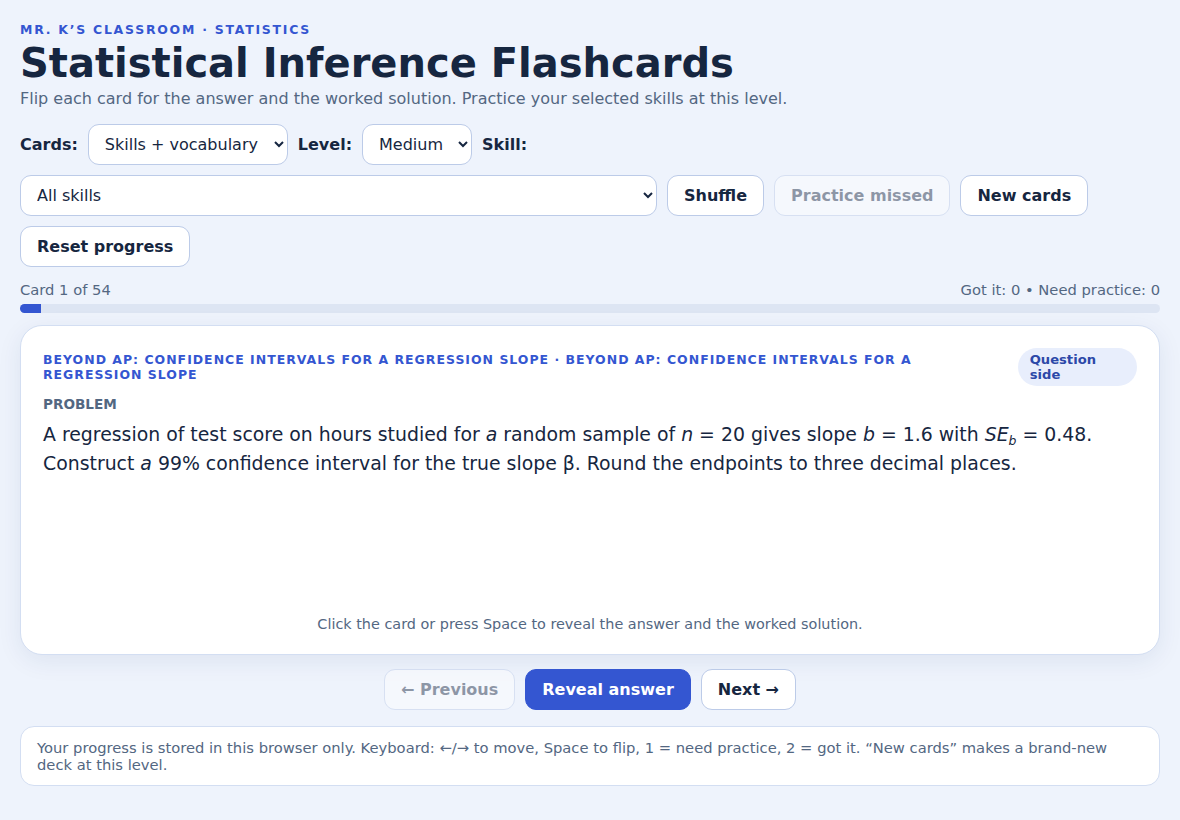 MR. K’S CLASSROOM · STATISTICS
Statistical Inference Flashcards
Flip each card for the answer and the worked solution. Practice your selected skills at this level.
Cards: Skills + vocabulary Level: Medium Skill:
All skills Shuffle Practice missed New cards
Reset progress
Card 1 of 54 Got it: 0 • Need practice: 0
BEYOND AP: CONFIDENCE INTERVALS FOR A REGRESSION SLOPE · BEYOND AP: CONFIDENCE INTERVALS FOR A
REGRESSION SLOPE
Question
side
PROBLEM
A regression of test score on hours studied for a random sample of n = 20 gives slope b = 1.6 with SE_b = 0.48.
Construct a 99% confidence interval for the true slope β. Round the endpoints to three decimal places.
Click the card or press Space to reveal the answer and the worked solution.
← Previous Reveal answer Next →
Your progress is stored in this browser only. Keyboard: ←/→ to move, Space to flip, 1 = need practice, 2 = got it. “New cards” makes a brand-new
deck at this level.